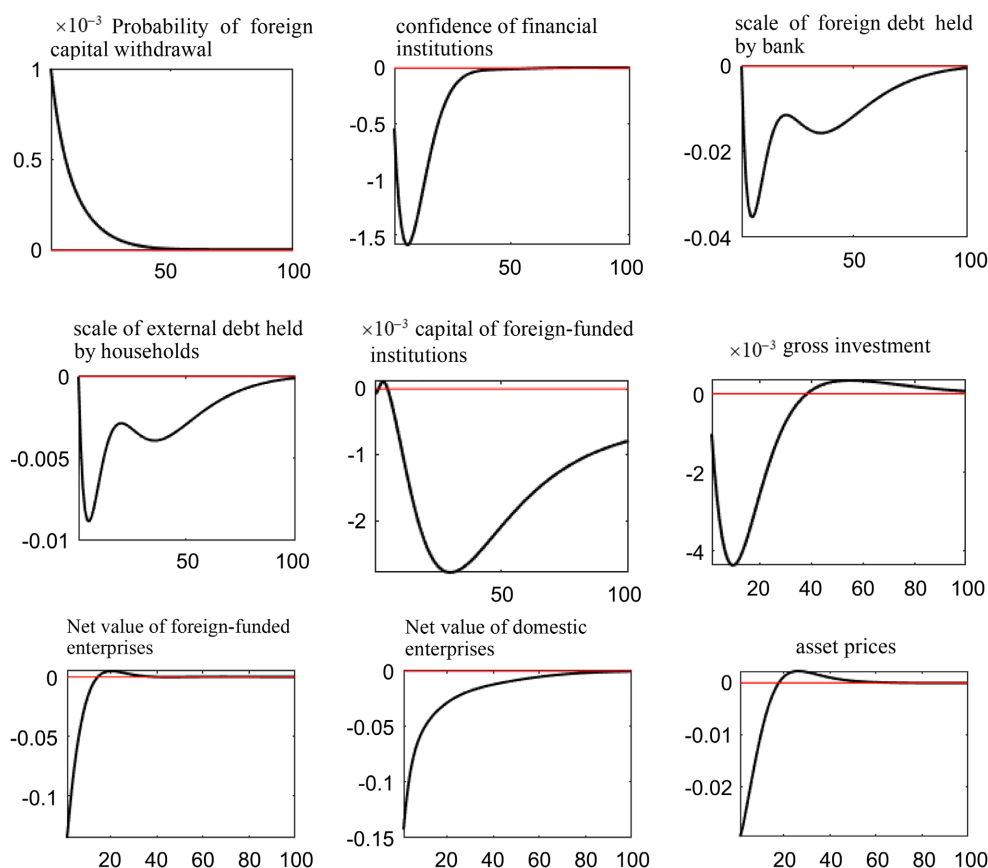 ×10⁻³ Probability of foreign
capital withdrawal
1
0.5
0
50 100
confidence of financial
institutions
0
-0.5
-1
-1.5
50 100
scale of foreign debt held
by bank
0
-0.02
-0.04
50 100
scale of external debt held
by households
0
-0.005
-0.01
50 100
×10⁻³ capital of foreign-funded
institutions
0
-1
-2
50 100
×10⁻³ gross investment
0
-2
-4
20 40 60 80 100
Net value of foreign-funded
enterprises
0
-0.05
-0.1
20 40 60 80 100
Net value of domestic
enterprises
0
-0.05
-0.1
-0.15
20 40 60 80 100
asset prices
0
-0.01
-0.02
20 40 60 80 100